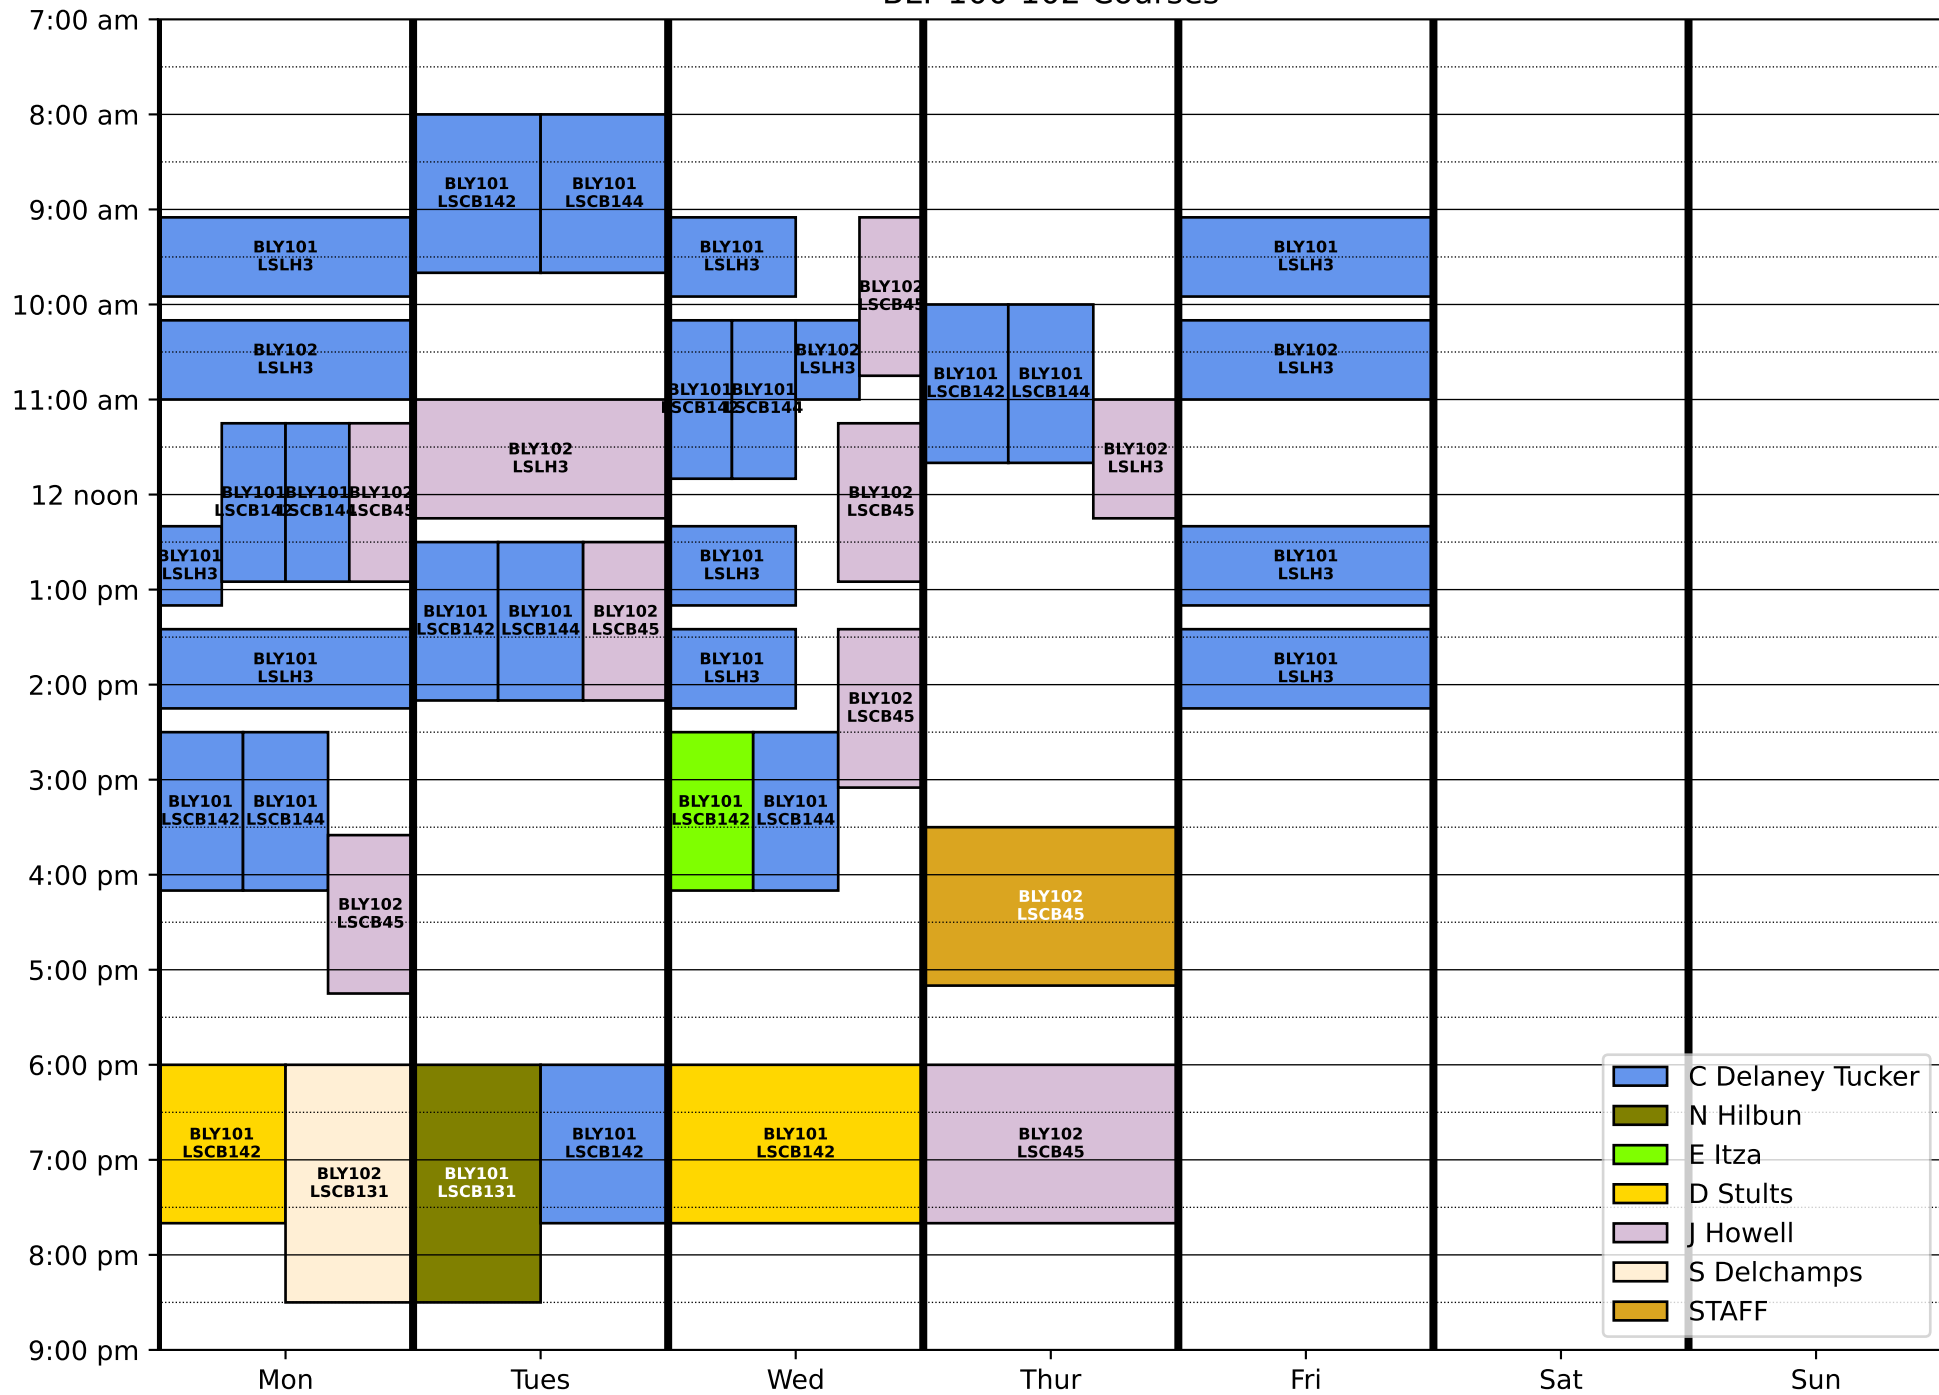 7:00 am
8:00 am
9:00 am
10:00 am
11:00 am
12 noon
1:00 pm
2:00 pm
3:00 pm
4:00 pm
5:00 pm
6:00 pm
7:00 pm
8:00 pm
9:00 pm
BLY101
LSLH3
BLY102
LSLH3
BLY101
LSCB142
BLY101
LSCB144
BLY102
LSCB45
BLY101
LSLH3
BLY101
LSLH3
BLY101
LSCB142
BLY101
LSCB144
BLY102
LSCB45
BLY101
LSCB142
BLY102
LSCB131
BLY101
LSCB142
BLY101
LSCB144
BLY102
LSLH3
BLY101
LSCB142
BLY101
LSCB144
BLY102
LSCB45
BLY101
LSCB131
BLY101
LSCB142
BLY101
LSLH3
BLY102
LSCB45
BLY101
LSCB142
BLY101
LSCB144
BLY102
LSLH3
BLY102
LSCB45
BLY101
LSLH3
BLY101
LSLH3
BLY102
LSCB45
BLY101
LSCB142
BLY101
LSCB144
BLY101
LSCB142
BLY101
LSCB142
BLY101
LSCB144
BLY102
LSLH3
BLY102
LSCB45
BLY102
LSCB45
BLY101
LSLH3
BLY102
LSLH3
BLY101
LSLH3
BLY101
LSLH3
C Delaney Tucker
N Hilbun
E Itza
D Stults
J Howell
S Delchamps
STAFF
Mon
Tues
Wed
Thur
Fri
Sat
Sun